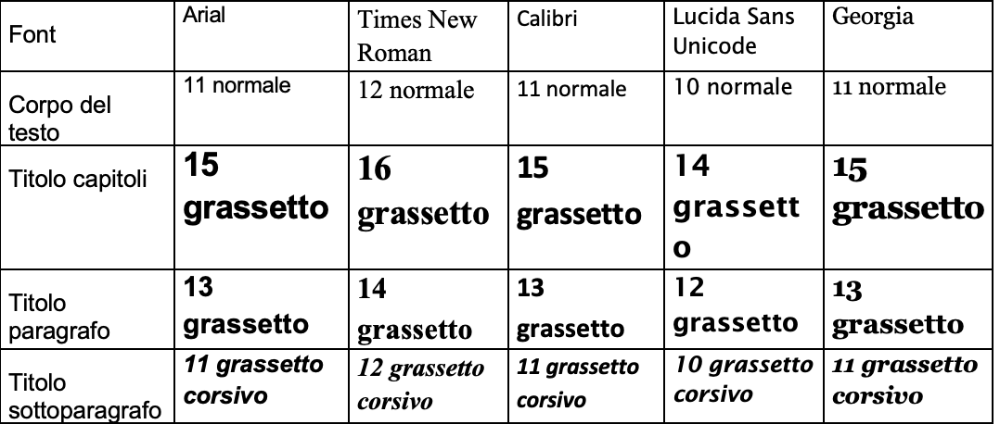 Font
Arial
Times New
Roman
Calibri
Lucida Sans
Unicode
Georgia
Corpo del
testo
11 normale
12 normale
11 normale
10 normale
11 normale
Titolo capitoli
15
grassetto
16
grassetto
15
grassetto
14
grassett
o
15
grassetto
Titolo
paragrafo
13
grassetto
14
grassetto
13
grassetto
12
grassetto
13
grassetto
Titolo
sottoparagrafo
11 grassetto
corsivo
12 grassetto
corsivo
11 grassetto
corsivo
10 grassetto
corsivo
11 grassetto
corsivo